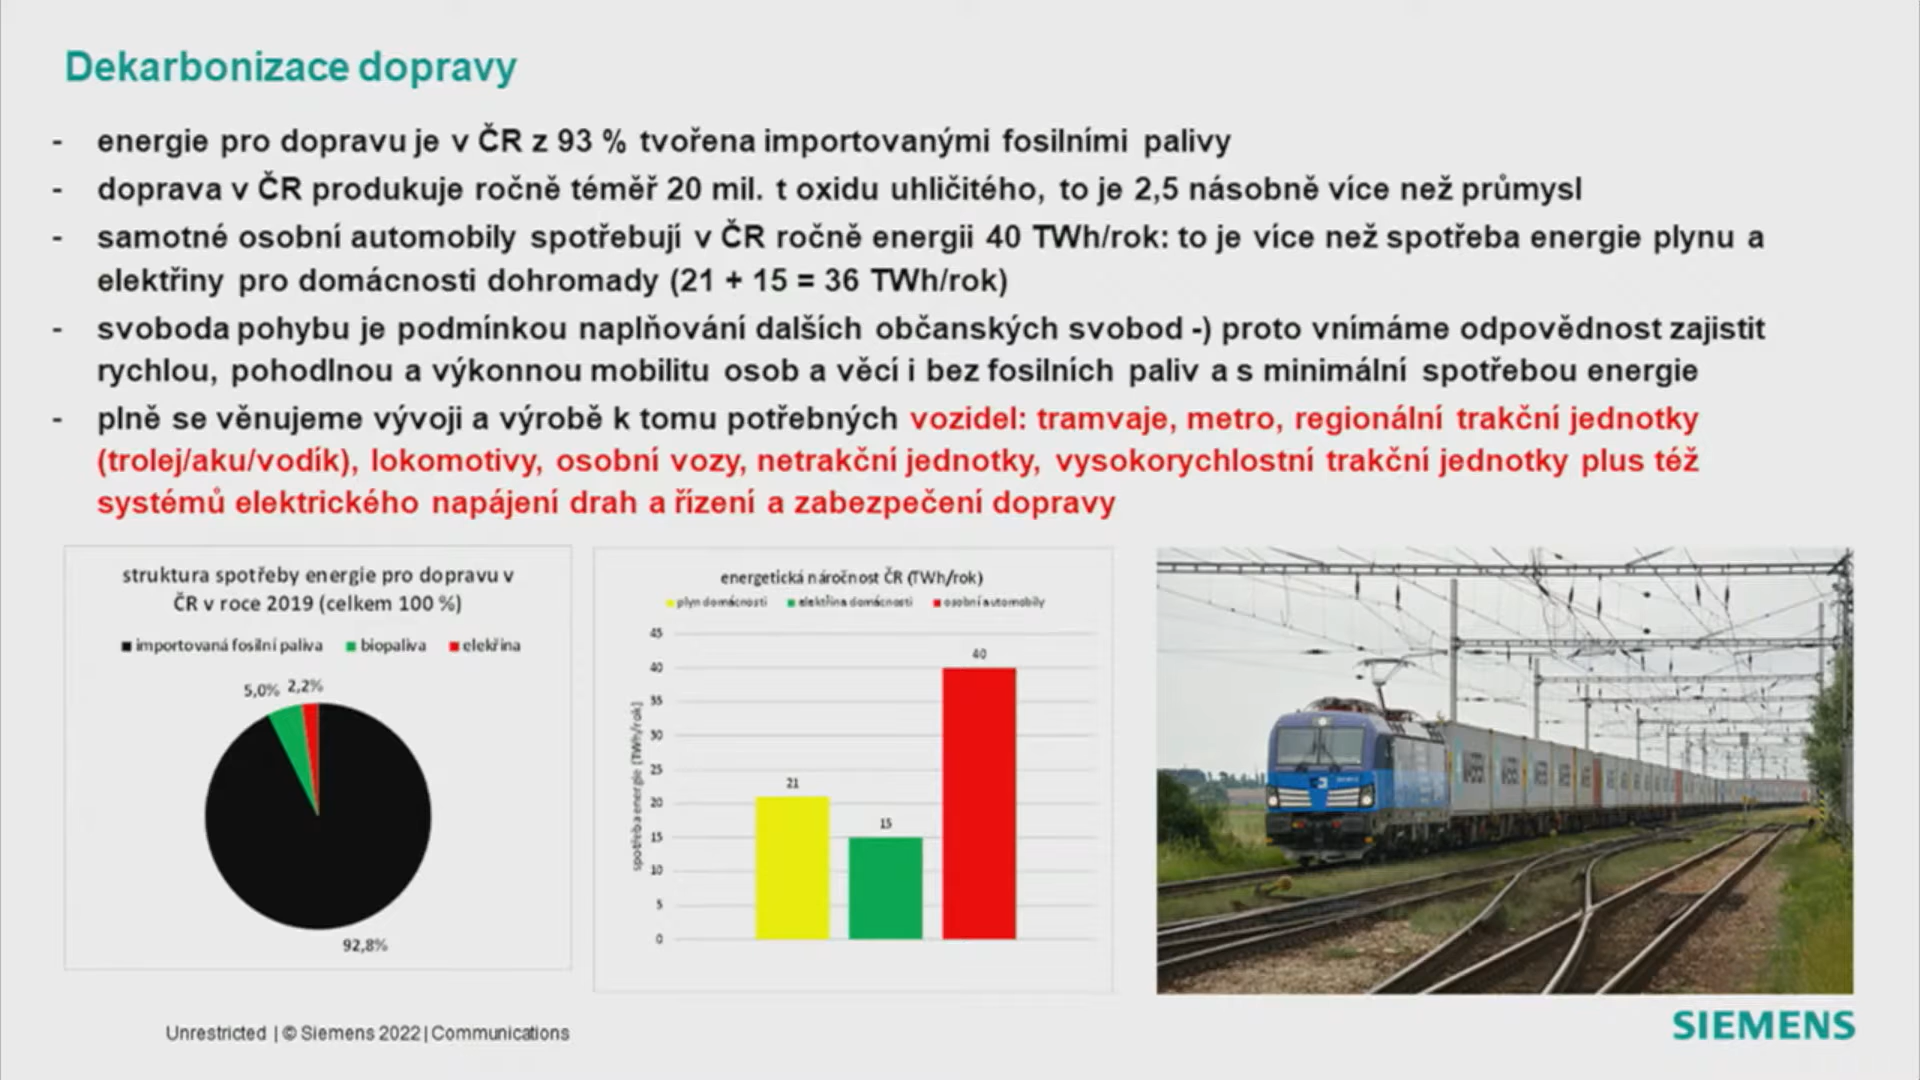 Dekarbonizace dopravy
- energie pro dopravu je v ČR z 93 % tvořena importovanými fosilními palivy
- doprava v ČR produkuje ročně téměř 20 mil. t oxidu uhličitého, to je 2,5 násobně více než průmysl
- samotné osobní automobily spotřebují v ČR ročně energii 40 TWh/rok: to je více než spotřeba energie plynu a
elektřiny pro domácnosti dohromady (21 + 15 = 36 TWh/rok)
- svoboda pohybu je podmínkou naplňování dalších občanských svobod -) proto vnímáme odpovědnost zajistit
rychlou, pohodlnou a výkonnou mobilitu osob a věcí i bez fosilních paliv a s minimální spotřebou energie
- plně se věnujeme vývoji a výrobě k tomu potřebných vozidel: tramvaje, metro, regionální trakční jednotky
(trolej/aku/vodík), lokomotivy, osobní vozy, netrakční jednotky, vysokorychlostní trakční jednotky plus též
systémů elektrického napájení drah a řízení a zabezpečení dopravy
struktura spotřeby energie pro dopravu v
ČR v roce 2019 (celkem 100 %)
importovaná fosilní paliva biopaliva elekřina
5,0% 2,2%
92,8%
energetická náročnost ČR (TWh/rok)
plyn domácnosti elektřina domácnosti osobní automobily
spotřeba energie [TWh/rok]
45
40
35
30
25
20
15
10
5
0
21
15
40
Unrestricted | © Siemens 2022 | Communications
SIEMENS